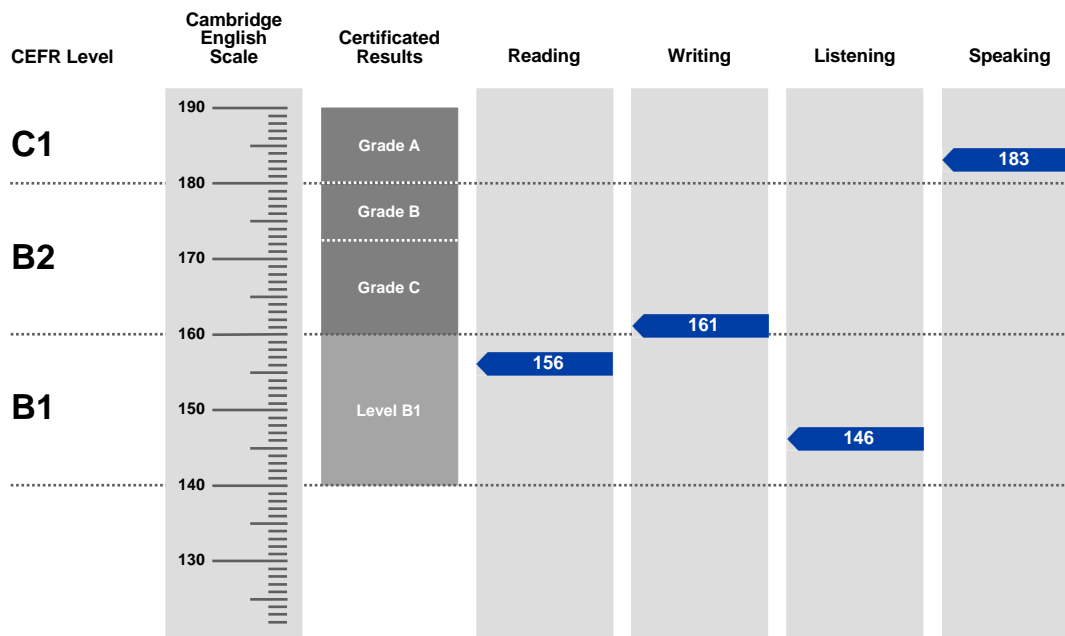 CEFR Level
Cambridge
English
Scale
Certificated
Results
Reading
Writing
Listening
Speaking
190
C1
Grade A
183
180
Grade B
B2
170
Grade C
161
160
156
B1
150
Level B1
146
140
130